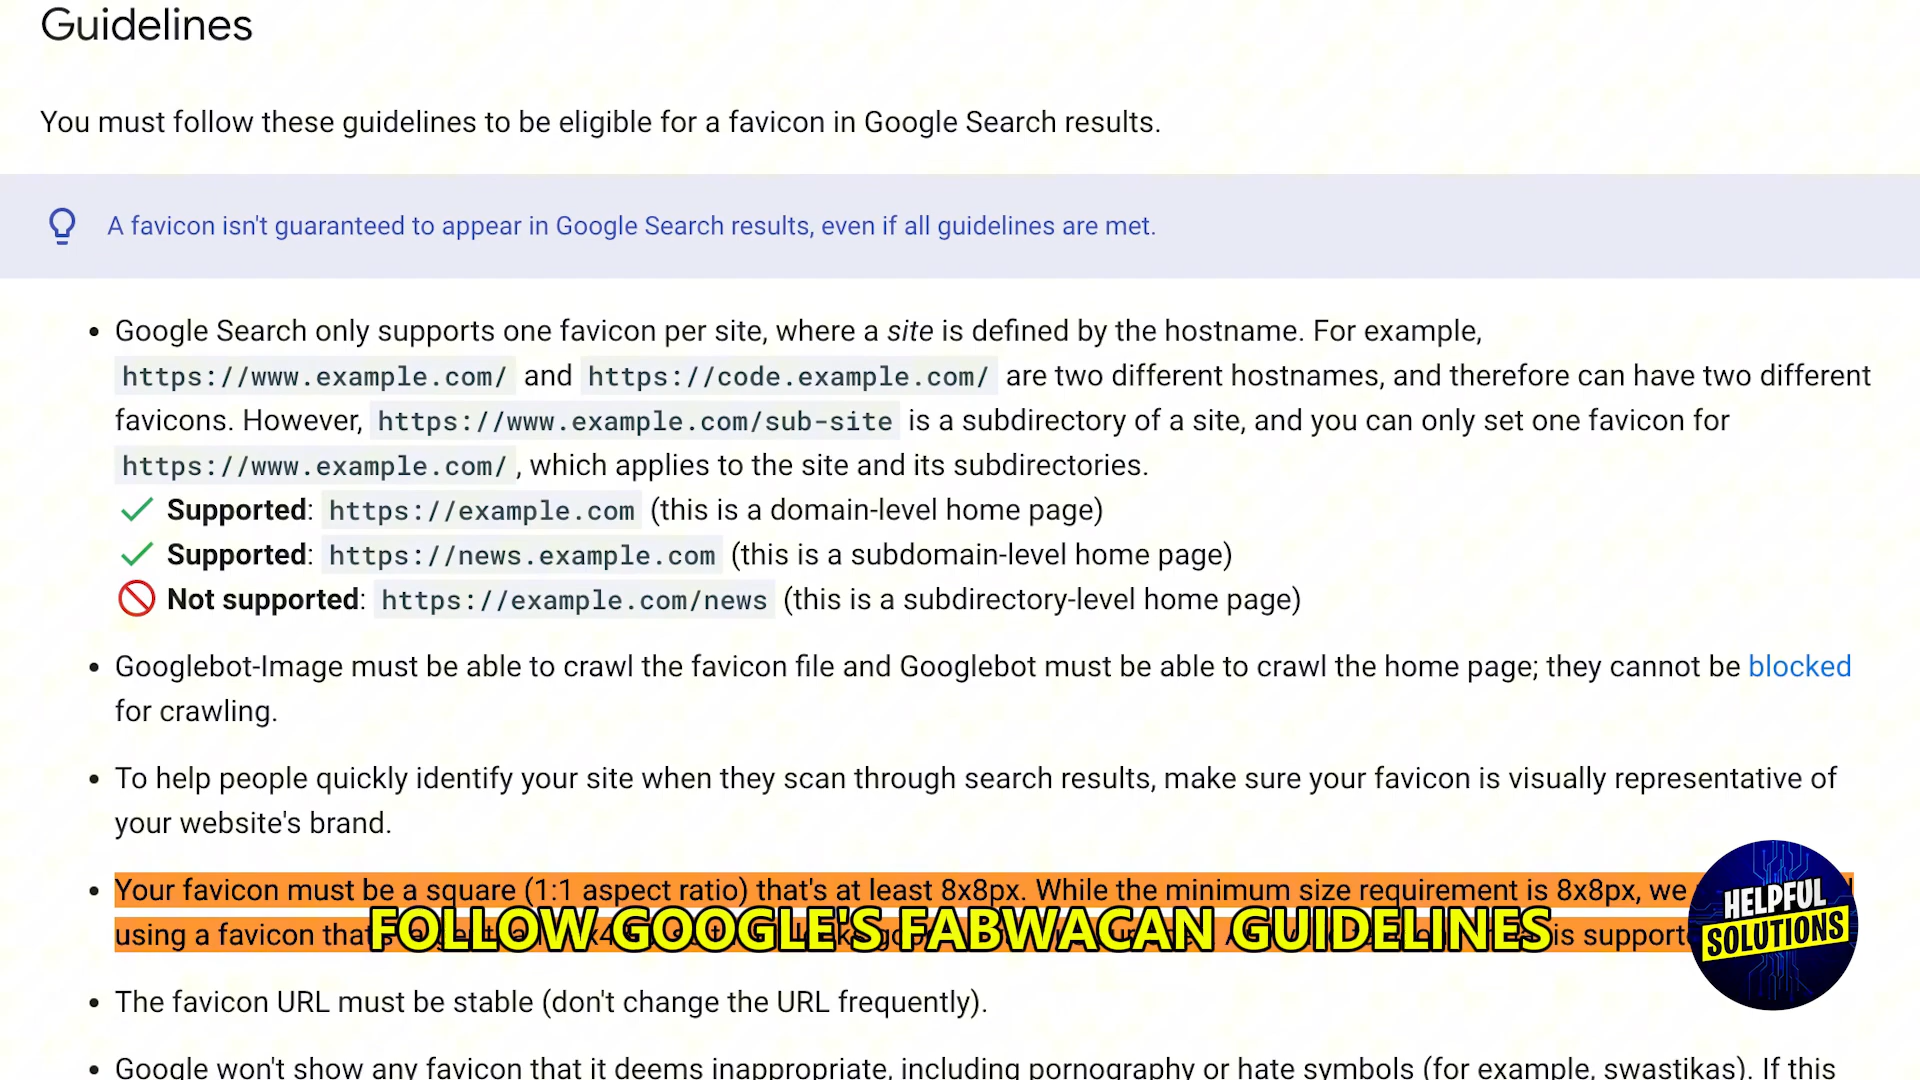 Guidelines
You must follow these guidelines to be eligible for a favicon in Google Search results.
A favicon isn't guaranteed to appear in Google Search results, even if all guidelines are met.
• Google Search only supports one favicon per site, where a site is defined by the hostname. For example,
https://www.example.com/ and https://code.example.com/ are two different hostnames, and therefore can have two different
favicons. However, https://www.example.com/sub-site is a subdirectory of a site, and you can only set one favicon for
https://www.example.com/, which applies to the site and its subdirectories.
Supported: https://example.com (this is a domain-level home page)
Supported: https://news.example.com (this is a subdomain-level home page)
Not supported: https://example.com/news (this is a subdirectory-level home page)
• Googlebot-Image must be able to crawl the favicon file and Googlebot must be able to crawl the home page; they cannot be blocked
for crawling.
• To help people quickly identify your site when they scan through search results, make sure your favicon is visually representative of
your website's brand.
• Your favicon must be a square (1:1 aspect ratio) that's at least 8x8px. While the minimum size requirement is 8x8px, we
using a favicon is
FOLLOW GOOGLE'S FABWACAN GUIDELINES
HELPFUL
SOLUTIONS
• The favicon URL must be stable (don't change the URL frequently).
• Google won't show any favicon that it deems inappropriate, including pornography or hate symbols (for example, swastikas). If this